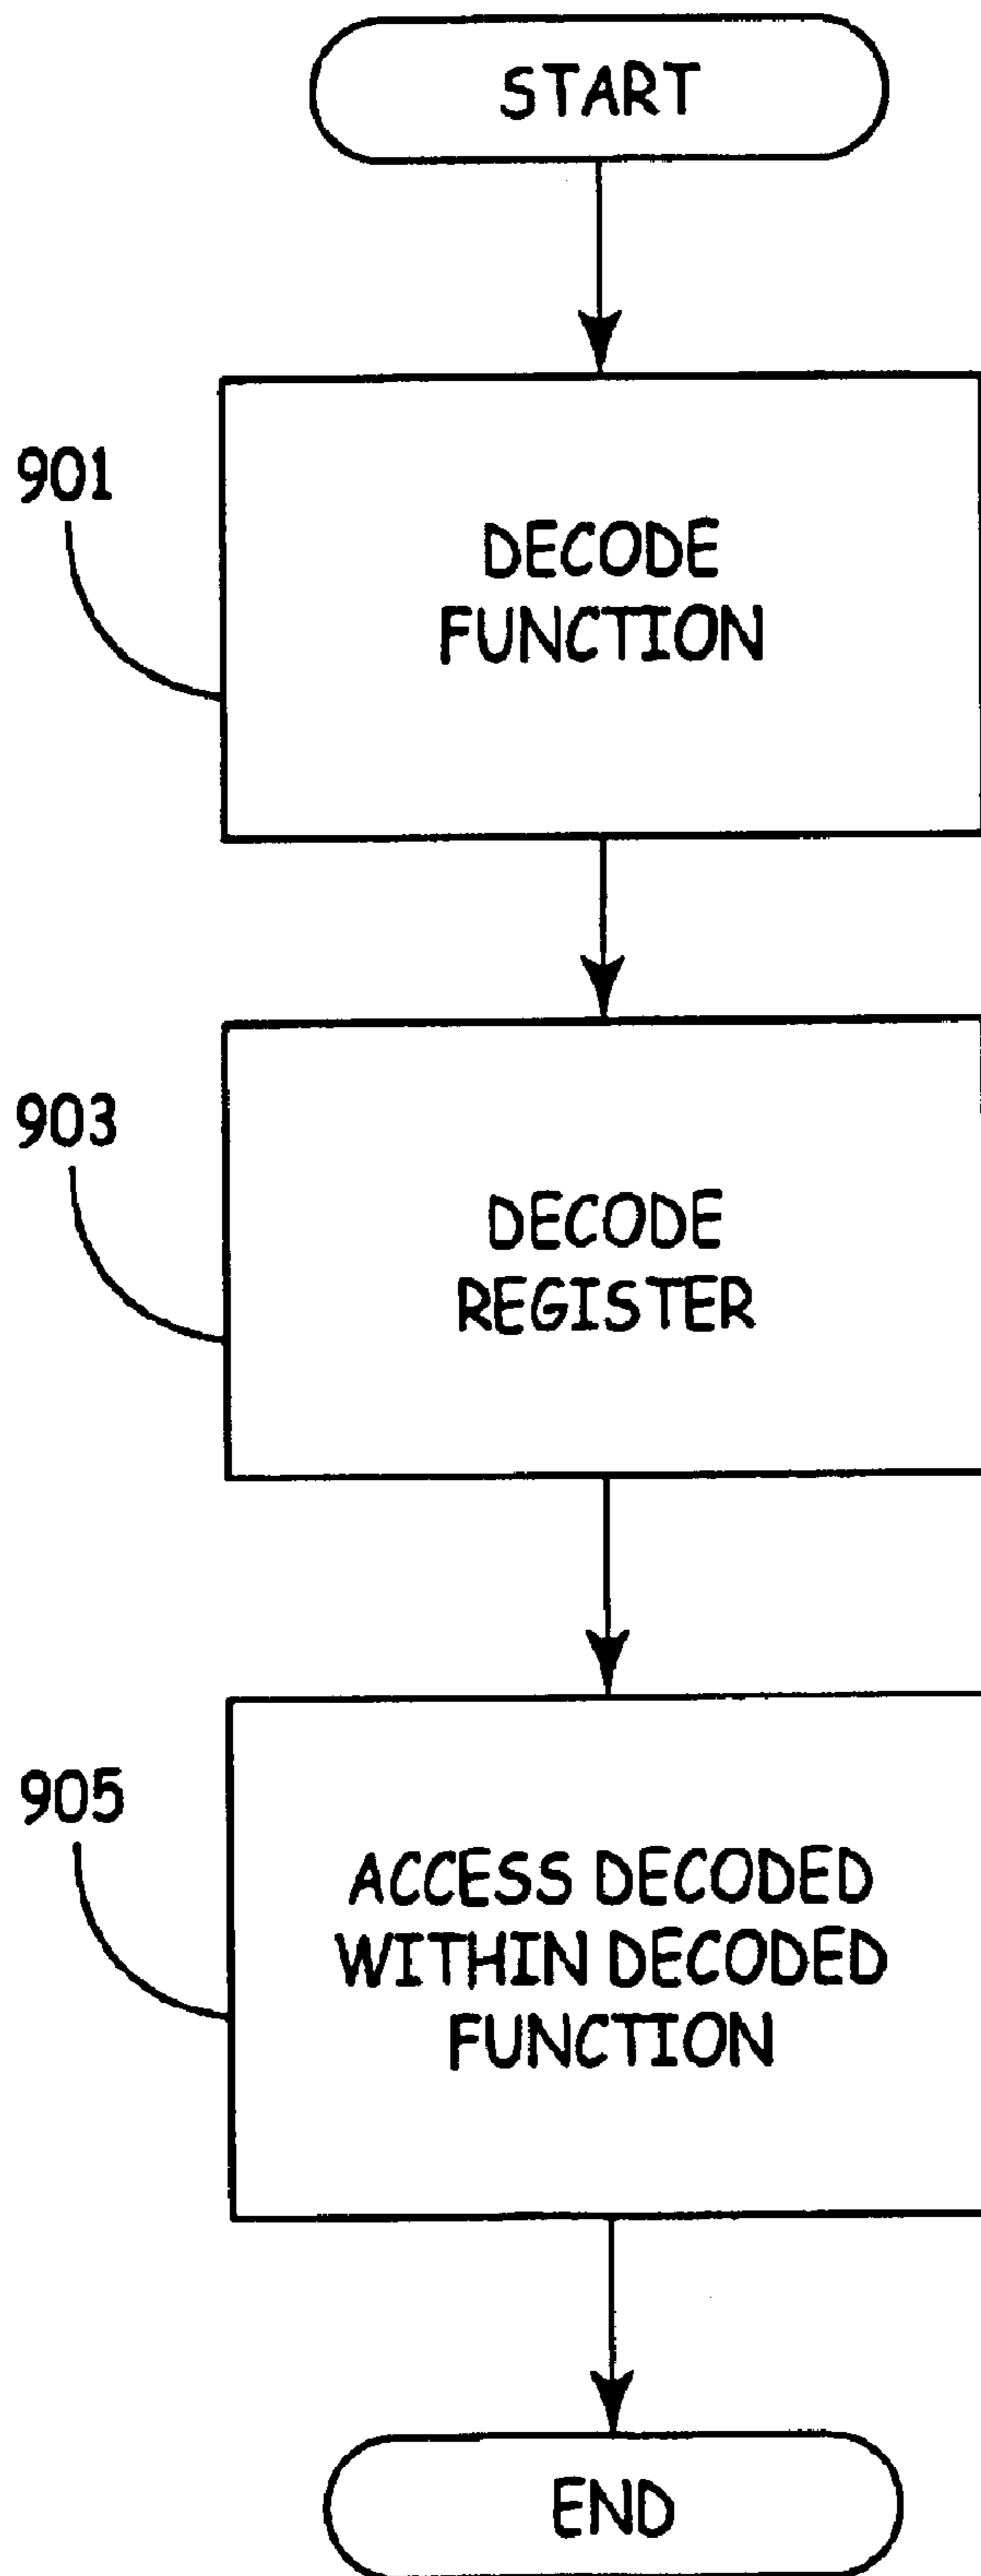 START
901
DECODE
FUNCTION
903
DECODE
REGISTER
905
ACCESS DECODED
WITHIN DECODED
FUNCTION
END